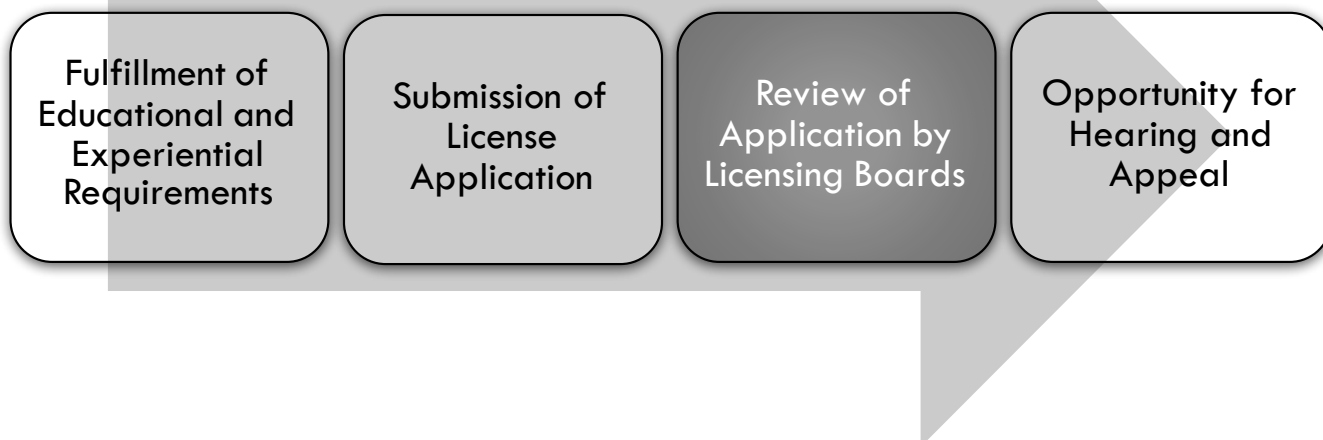 Fulfillment of
Educational and
Experiential
Requirements
Submission of
License
Application
Review of
Application by
Licensing Boards
Opportunity for
Hearing and
Appeal